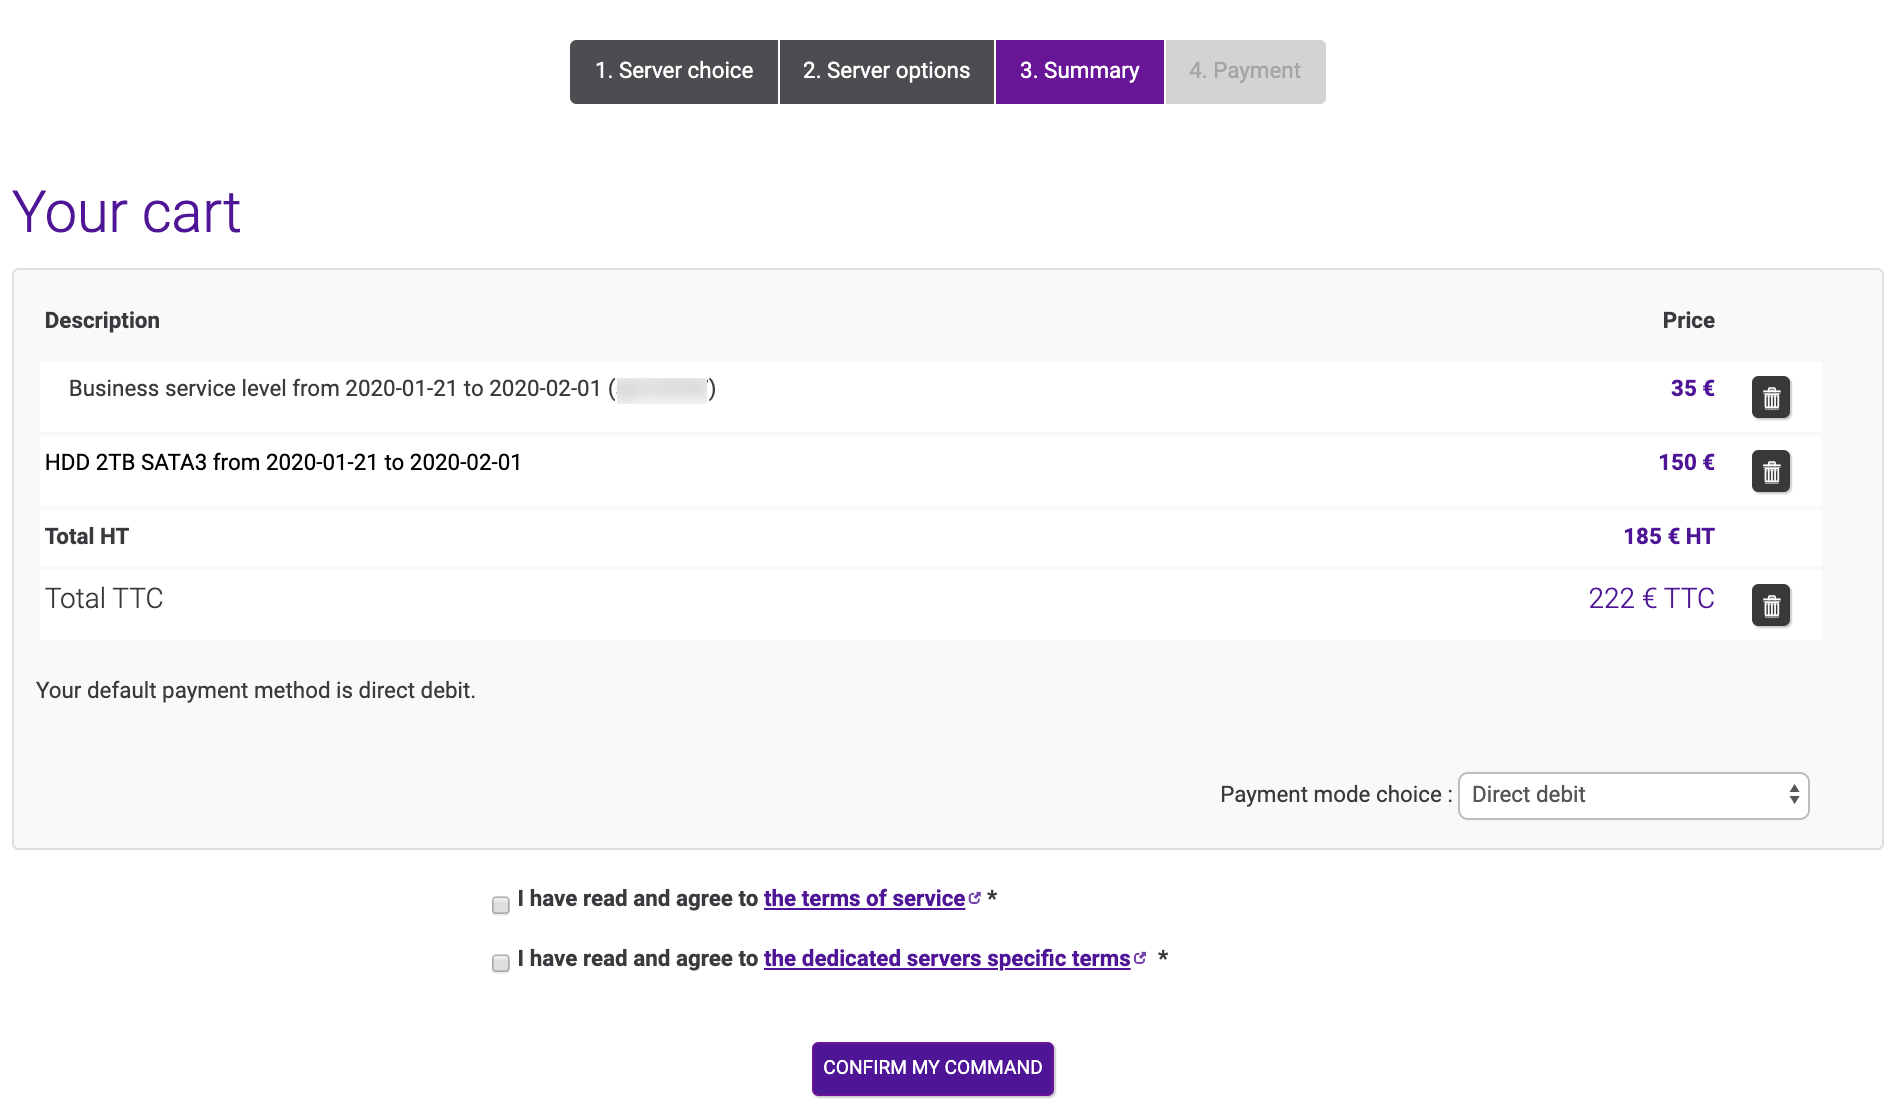 1. Server choice
2. Server options
3. Summary
4. Payment
Your cart
Description Price
Business service level from 2020-01-21 to 2020-02-01 ( ) 35 €
HDD 2TB SATA3 from 2020-01-21 to 2020-02-01 150 €
Total HT 185 € HT
Total TTC 222 € TTC
Your default payment method is direct debit.
Payment mode choice : Direct debit
I have read and agree to the terms of service *
I have read and agree to the dedicated servers specific terms *
CONFIRM MY COMMAND